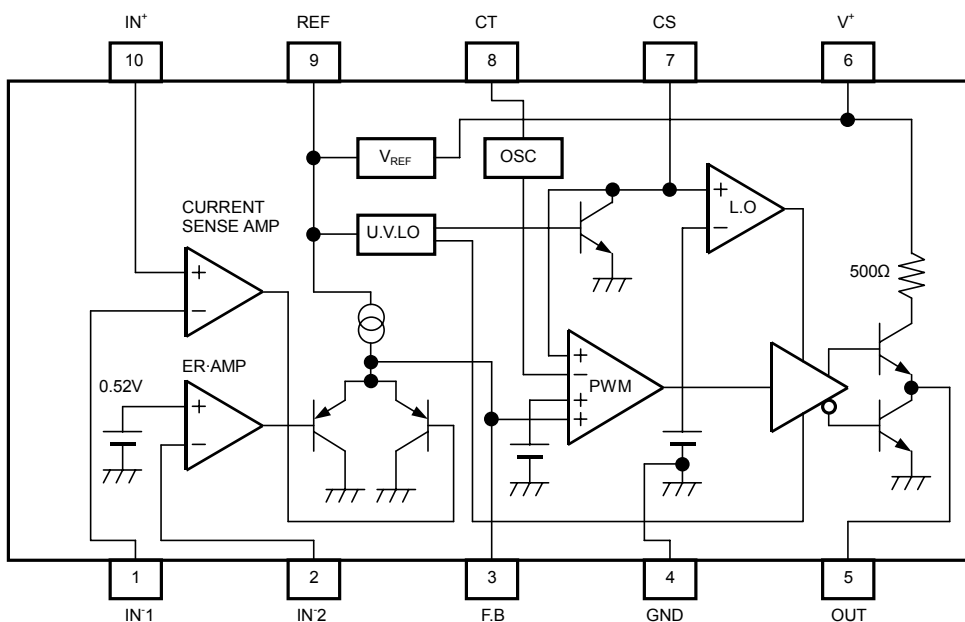 IN⁺ REF CT CS V⁺
10 9 8 7 6
V_REF OSC
CURRENT
SENSE AMP
U.V.LO
+ −
L.O
500Ω
+ −
ER·AMP
0.52V
+ −
+ − + +
PWM
1 2 3 4 5
IN⁻1 IN⁻2 F.B GND OUT